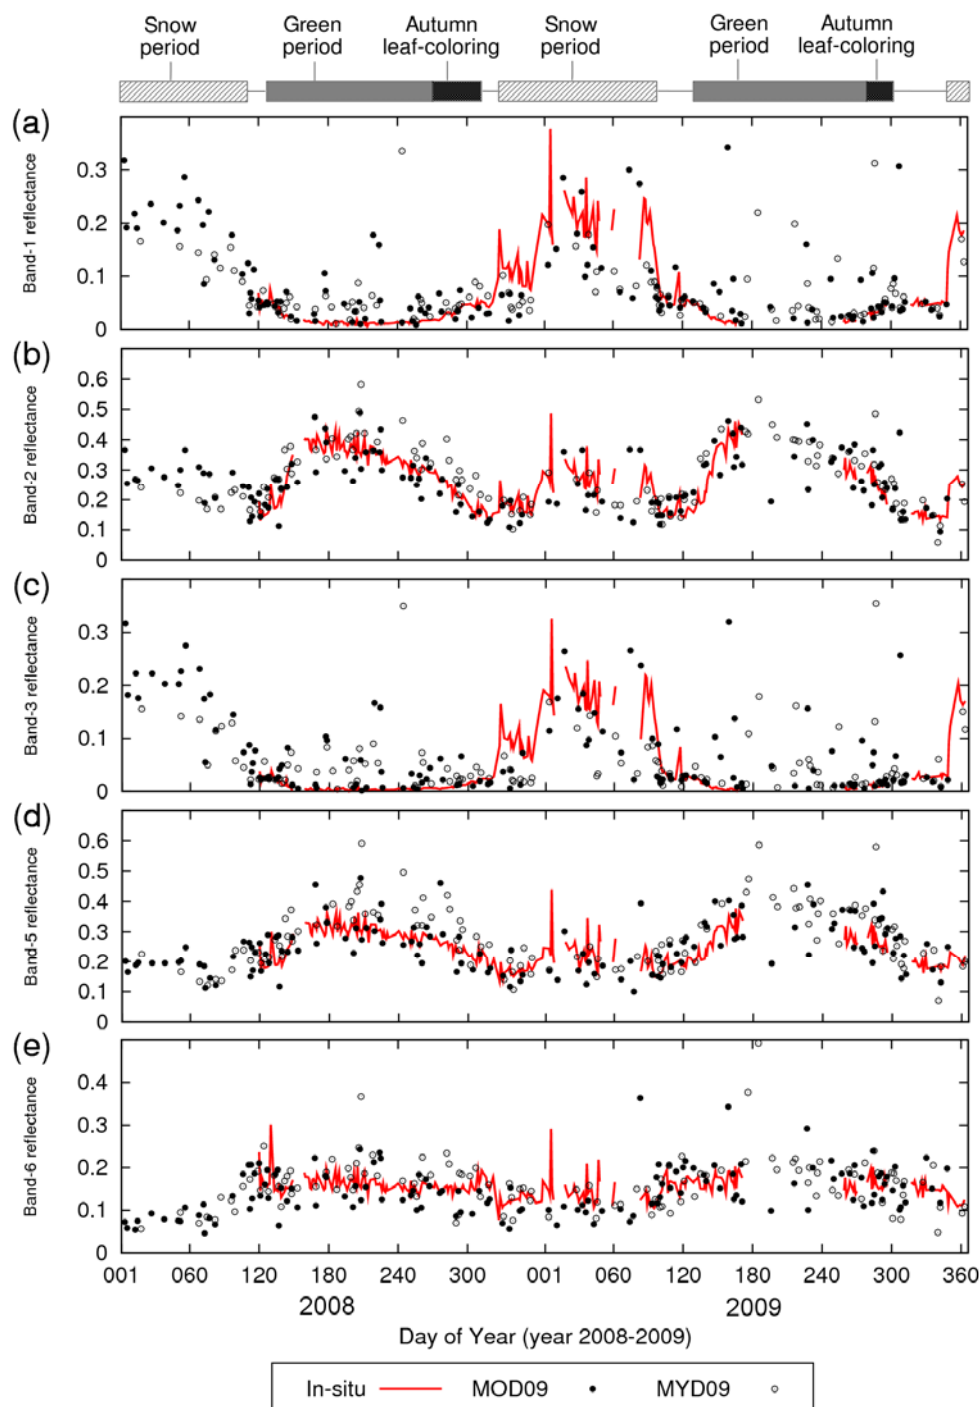 Snow period
Green period
Autumn leaf-coloring
Snow period
Green period
Autumn leaf-coloring
(a)
Band-1 reflectance
0.3
0.2
0.1
0
(b)
Band-2 reflectance
0.6
0.5
0.4
0.3
0.2
0.1
0
(c)
Band-3 reflectance
0.3
0.2
0.1
0
(d)
Band-5 reflectance
0.6
0.5
0.4
0.3
0.2
0.1
0
(e)
Band-6 reflectance
0.4
0.3
0.2
0.1
0
001 060 120 180 240 300 001 060 120 180 240 300 360
2008 2009
Day of Year (year 2008-2009)
In-situ MOD09 MYD09